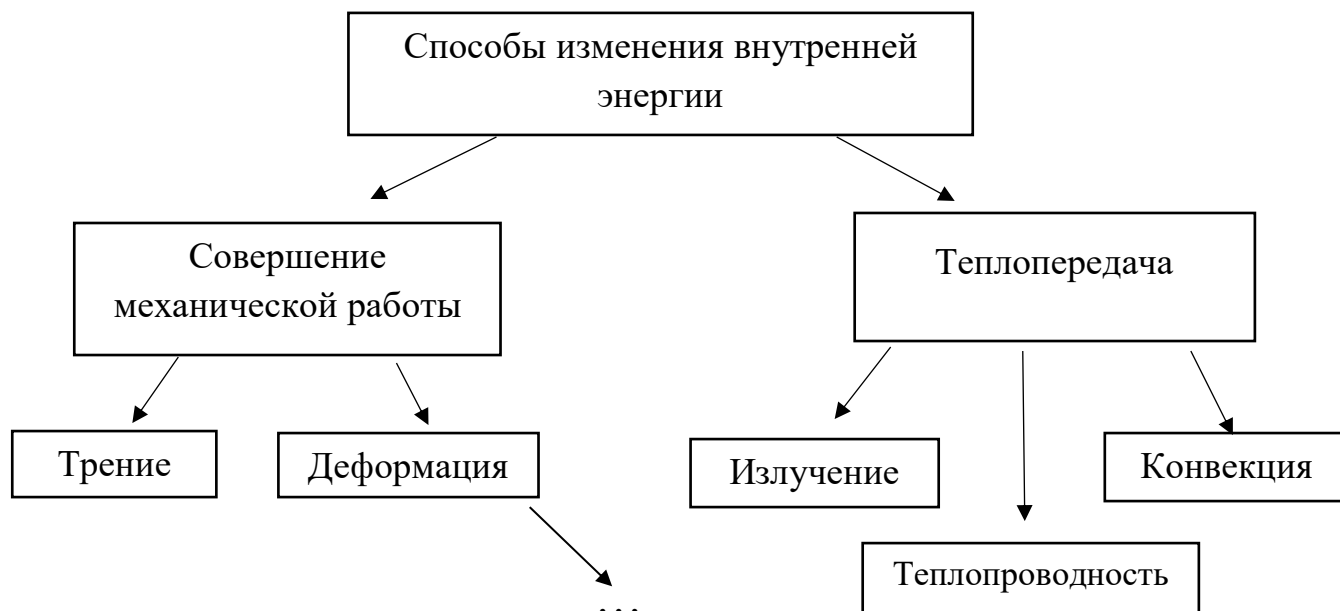 Способы изменения внутренней
энергии
Совершение
механической работы
Теплопередача
Трение
Деформация
Излучение
Конвекция
Теплопроводность
...